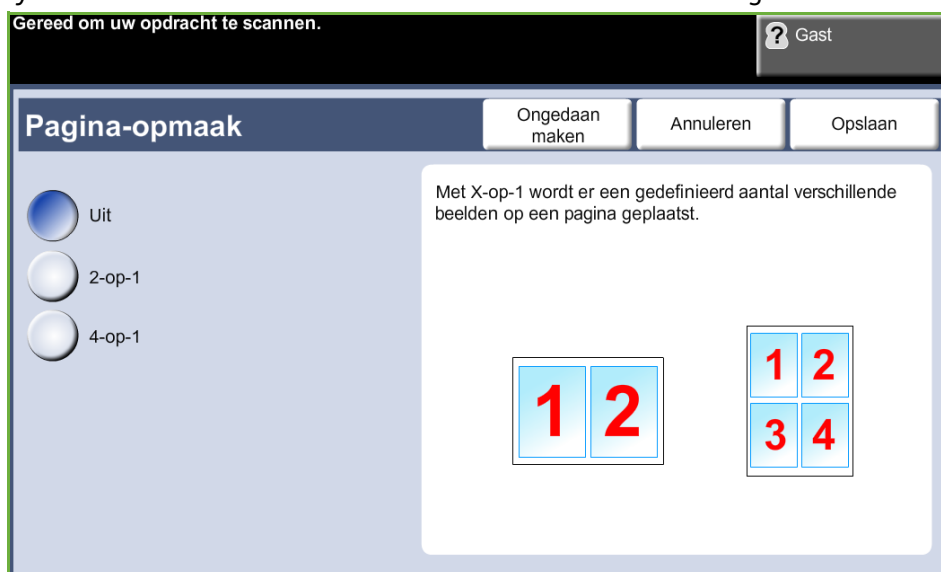 Gereed om uw opdracht te scannen.
? Gast
Pagina-opmaak
Ongedaan
maken
Annuleren
Opslaan
Uit
2-op-1
4-op-1
Met X-op-1 wordt er een gedefinieerd aantal verschillende
beelden op een pagina geplaatst.
1 2
1 2
3 4